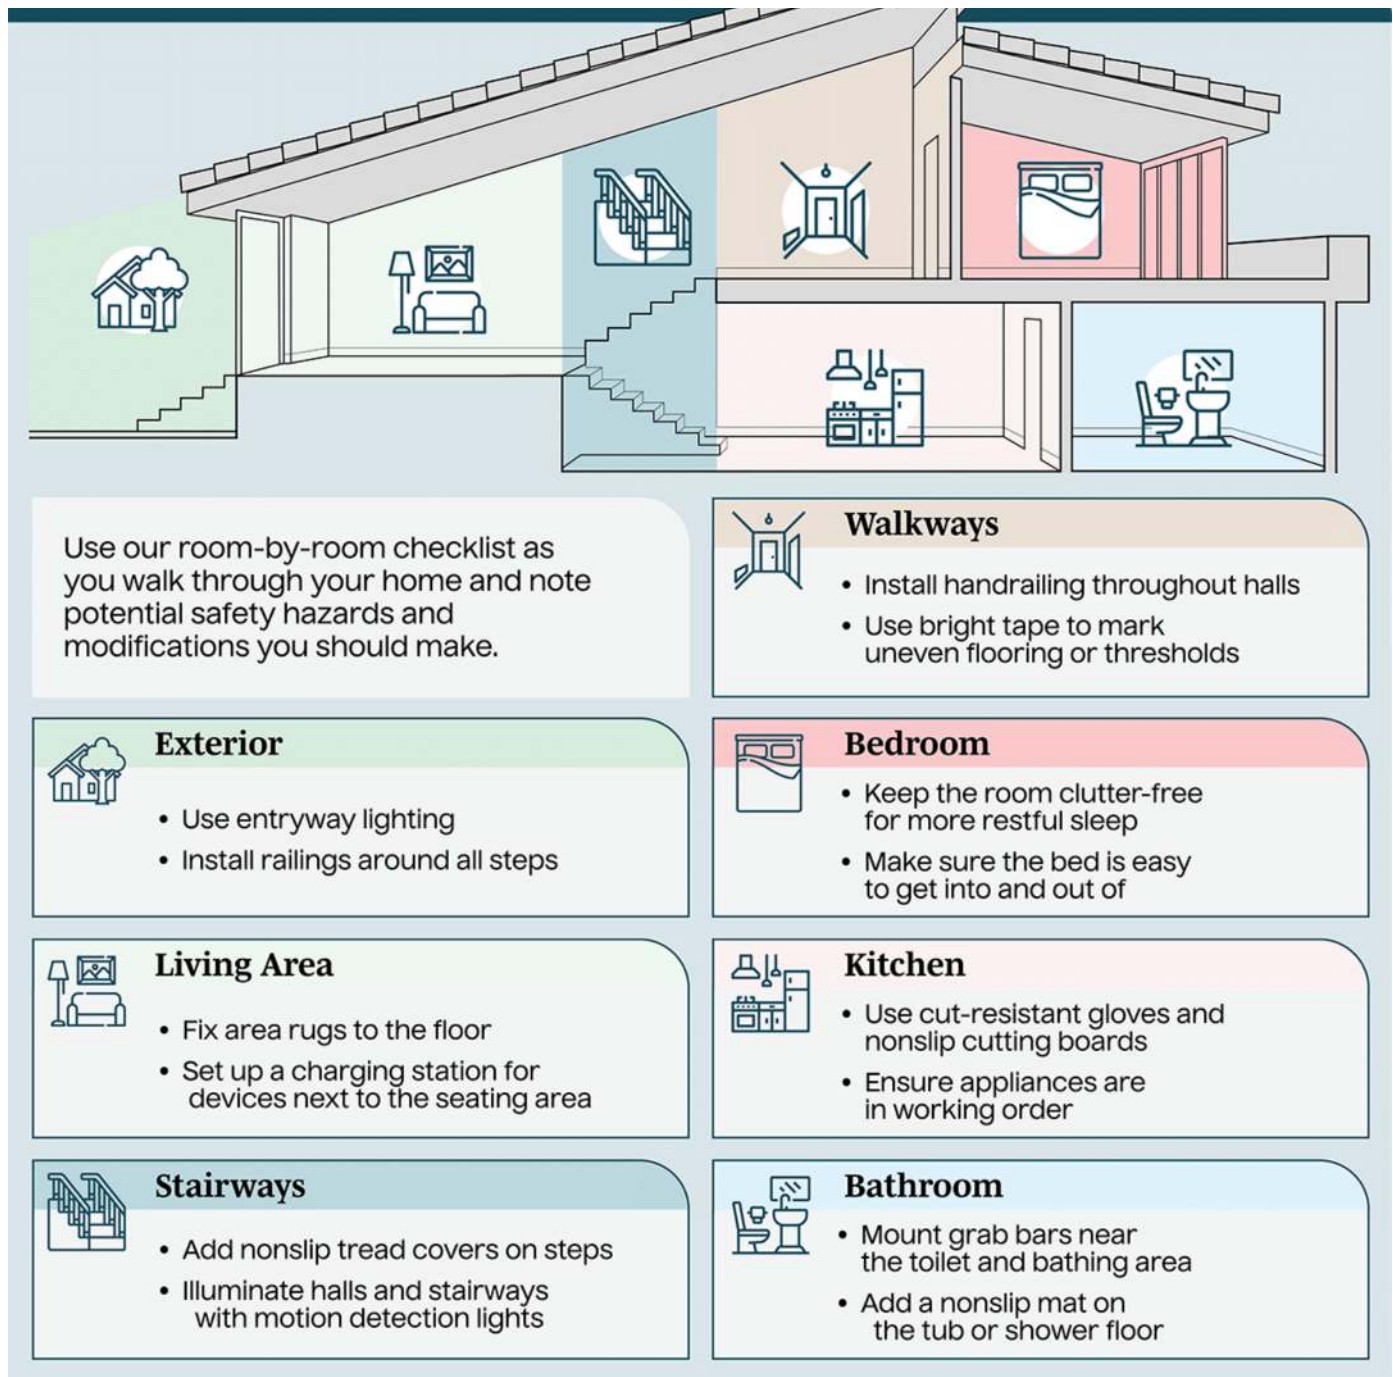 Use our room-by-room checklist as
you walk through your home and note
potential safety hazards and
modifications you should make.
Exterior
• Use entryway lighting
• Install railings around all steps
Living Area
• Fix area rugs to the floor
• Set up a charging station for
devices next to the seating area
Stairways
• Add nonslip tread covers on steps
• Illuminate halls and stairways
with motion detection lights
Walkways
• Install handrailing throughout halls
• Use bright tape to mark
uneven flooring or thresholds
Bedroom
• Keep the room clutter-free
for more restful sleep
• Make sure the bed is easy
to get into and out of
Kitchen
• Use cut-resistant gloves and
nonslip cutting boards
• Ensure appliances are
in working order
Bathroom
• Mount grab bars near
the toilet and bathing area
• Add a nonslip mat on
the tub or shower floor